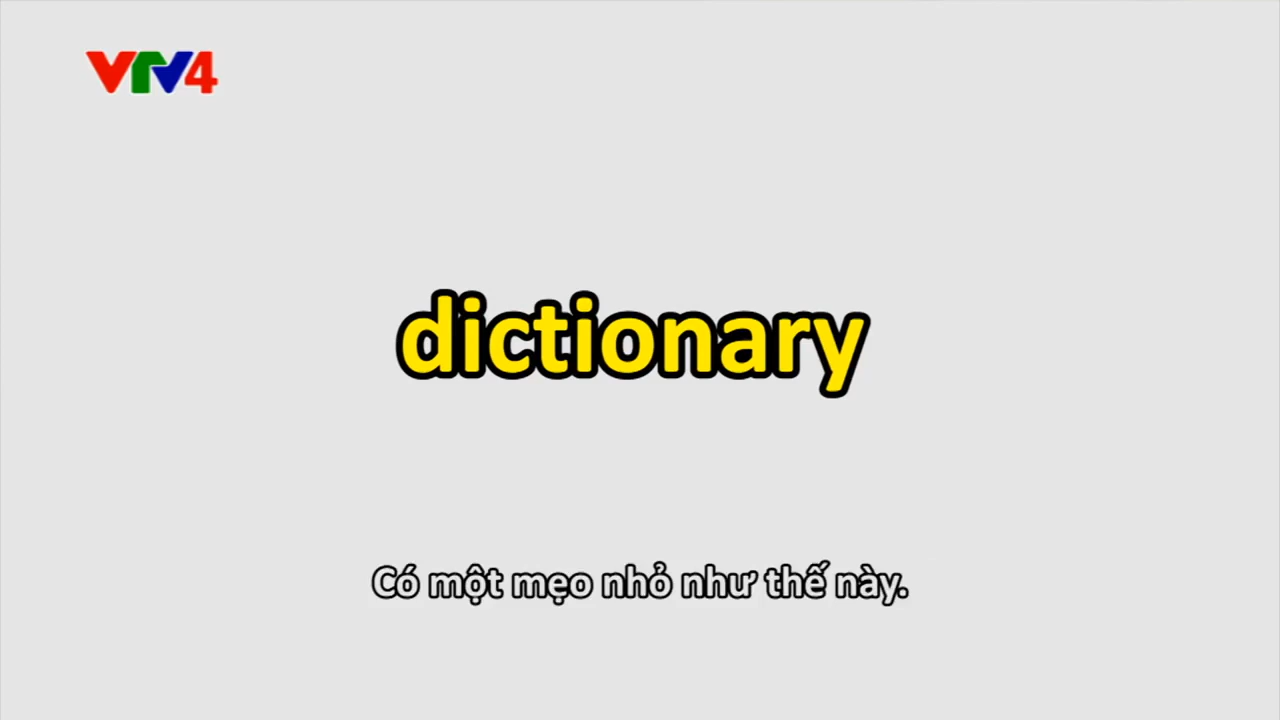 VTV4
dictionary
Có một mẹo nhỏ như thế này.